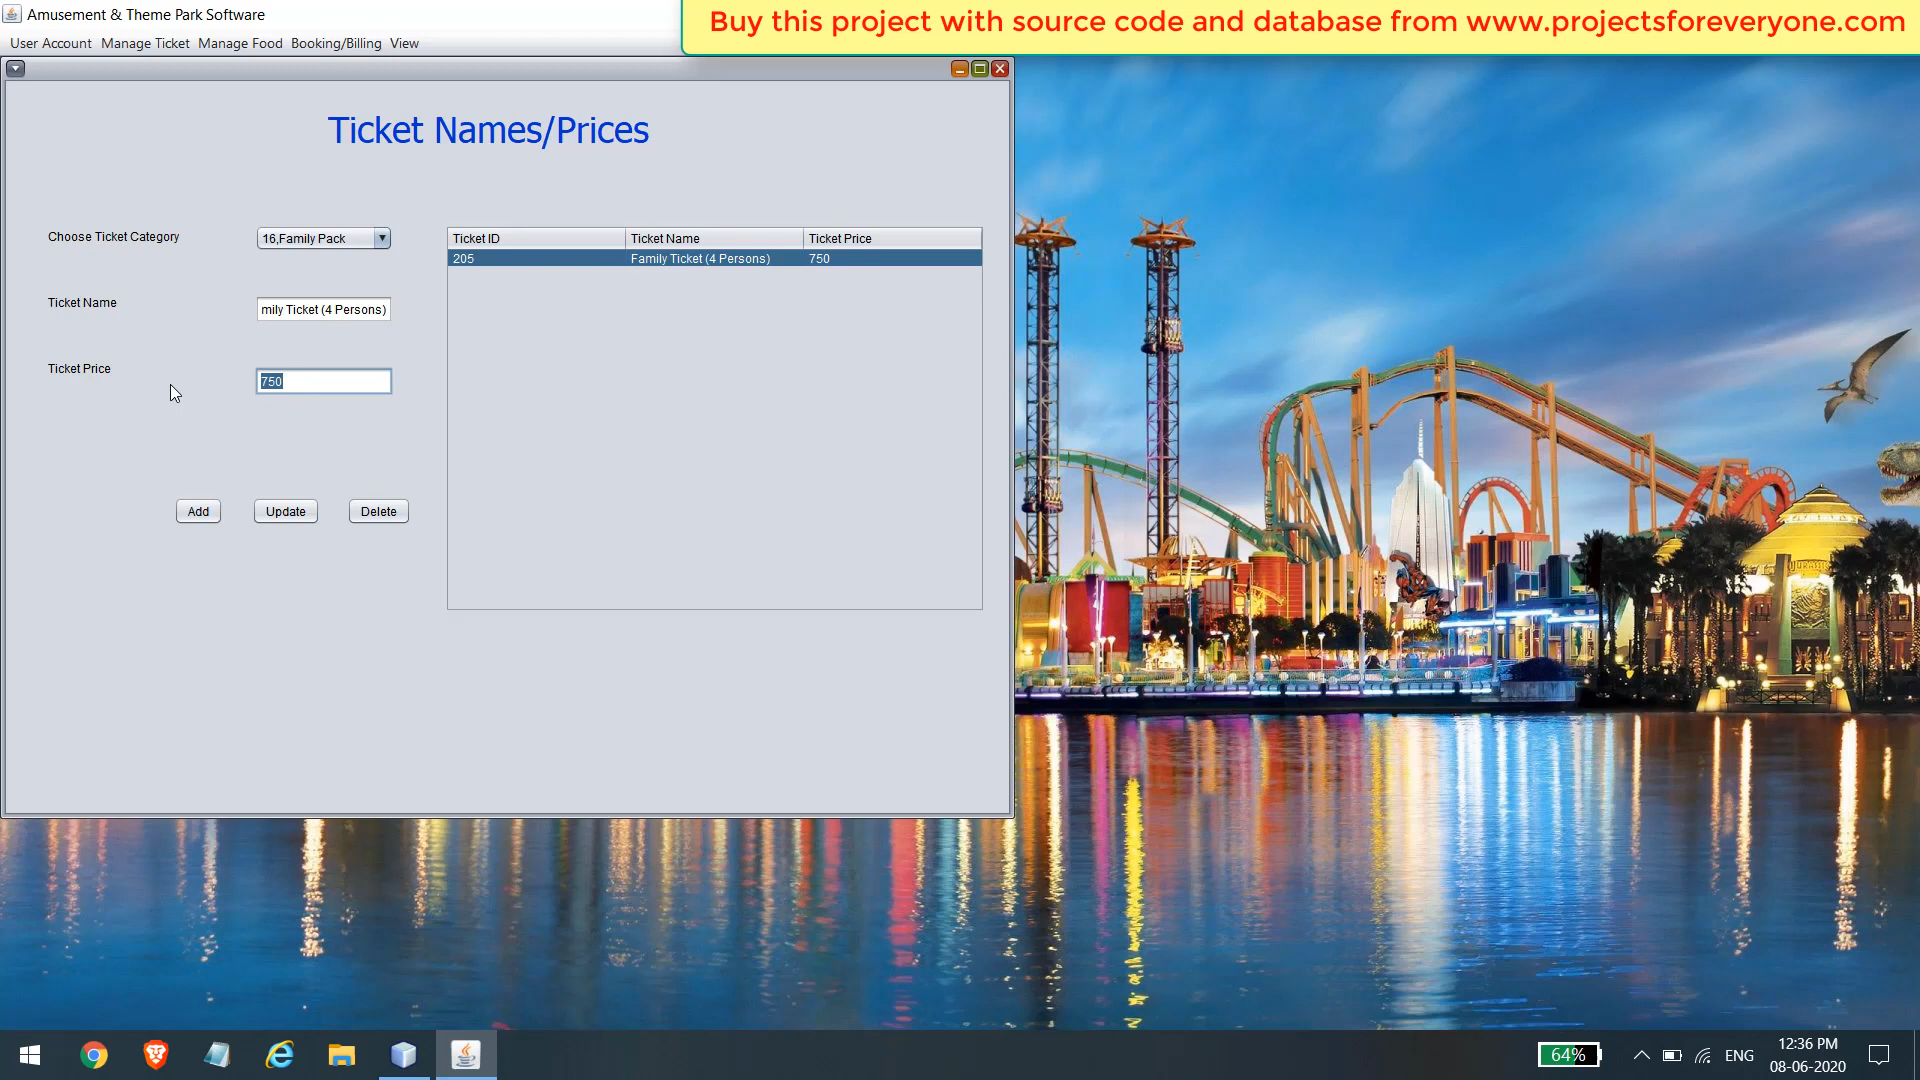 Amusement & Theme Park Software
Buy this project with source code and database from www.projectsforeveryone.com
User Account Manage Ticket Manage Food Booking/Billing View
Ticket Names/Prices
Choose Ticket Category
16,Family Pack
Ticket ID Ticket Name Ticket Price
205 Family Ticket (4 Persons) 750
Ticket Name
mily Ticket (4 Persons)
Ticket Price
750
Add Update Delete
64%
ENG
12:36 PM
08-06-2020